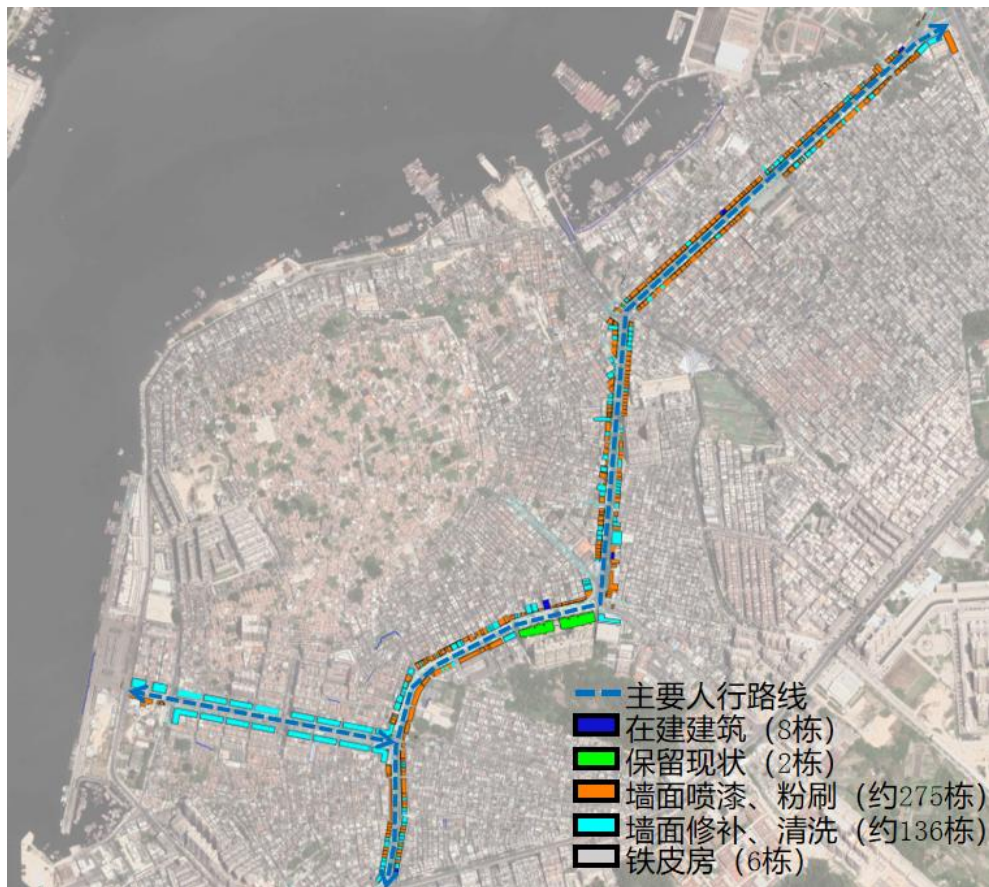 主要人行路线
在建建筑（8栋）
保留现状（2栋）
墙面喷漆、粉刷（约275栋）
墙面修补、清洗（约136栋）
铁皮房（6栋）